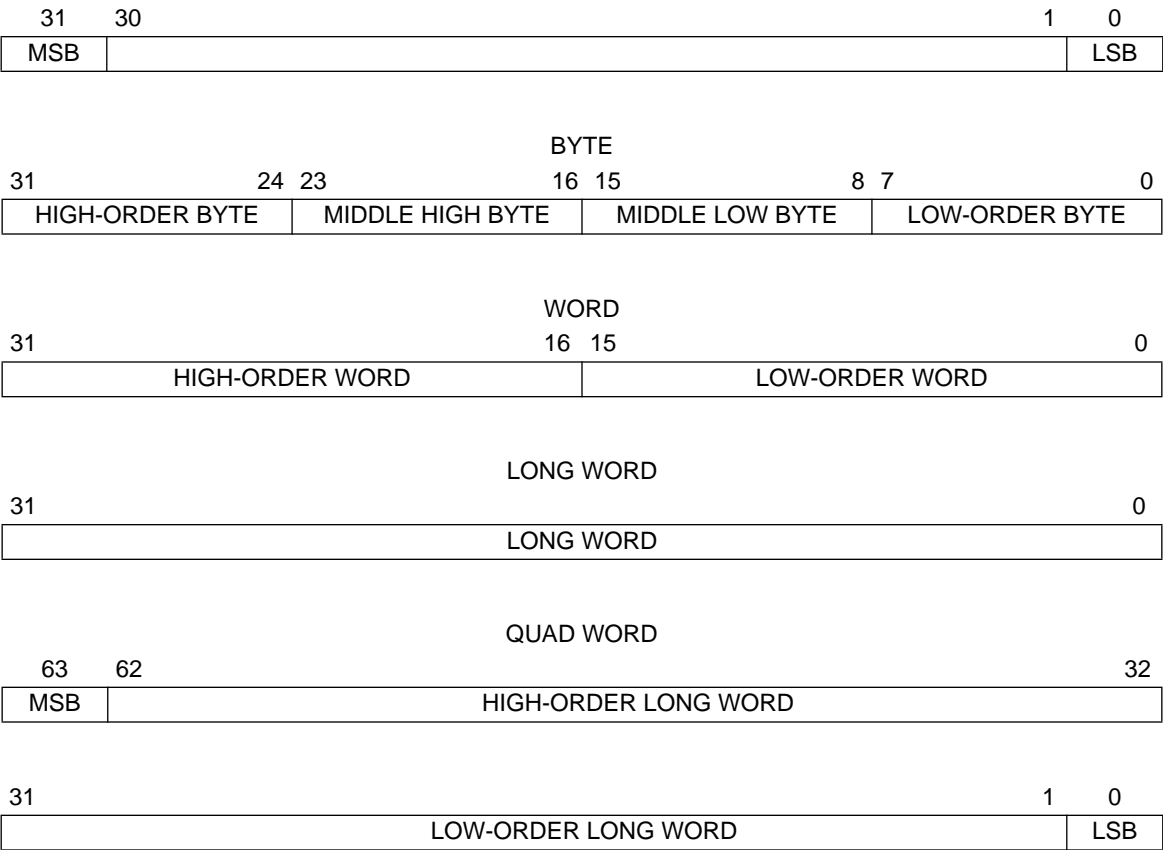 31 30 1 0
MSB LSB
BYTE
31 24 23 16 15 8 7 0
HIGH-ORDER BYTE MIDDLE HIGH BYTE MIDDLE LOW BYTE LOW-ORDER BYTE
WORD
31 16 15 0
HIGH-ORDER WORD LOW-ORDER WORD
LONG WORD
31 0
LONG WORD
QUAD WORD
63 62 32
MSB HIGH-ORDER LONG WORD
31 1 0
LOW-ORDER LONG WORD LSB